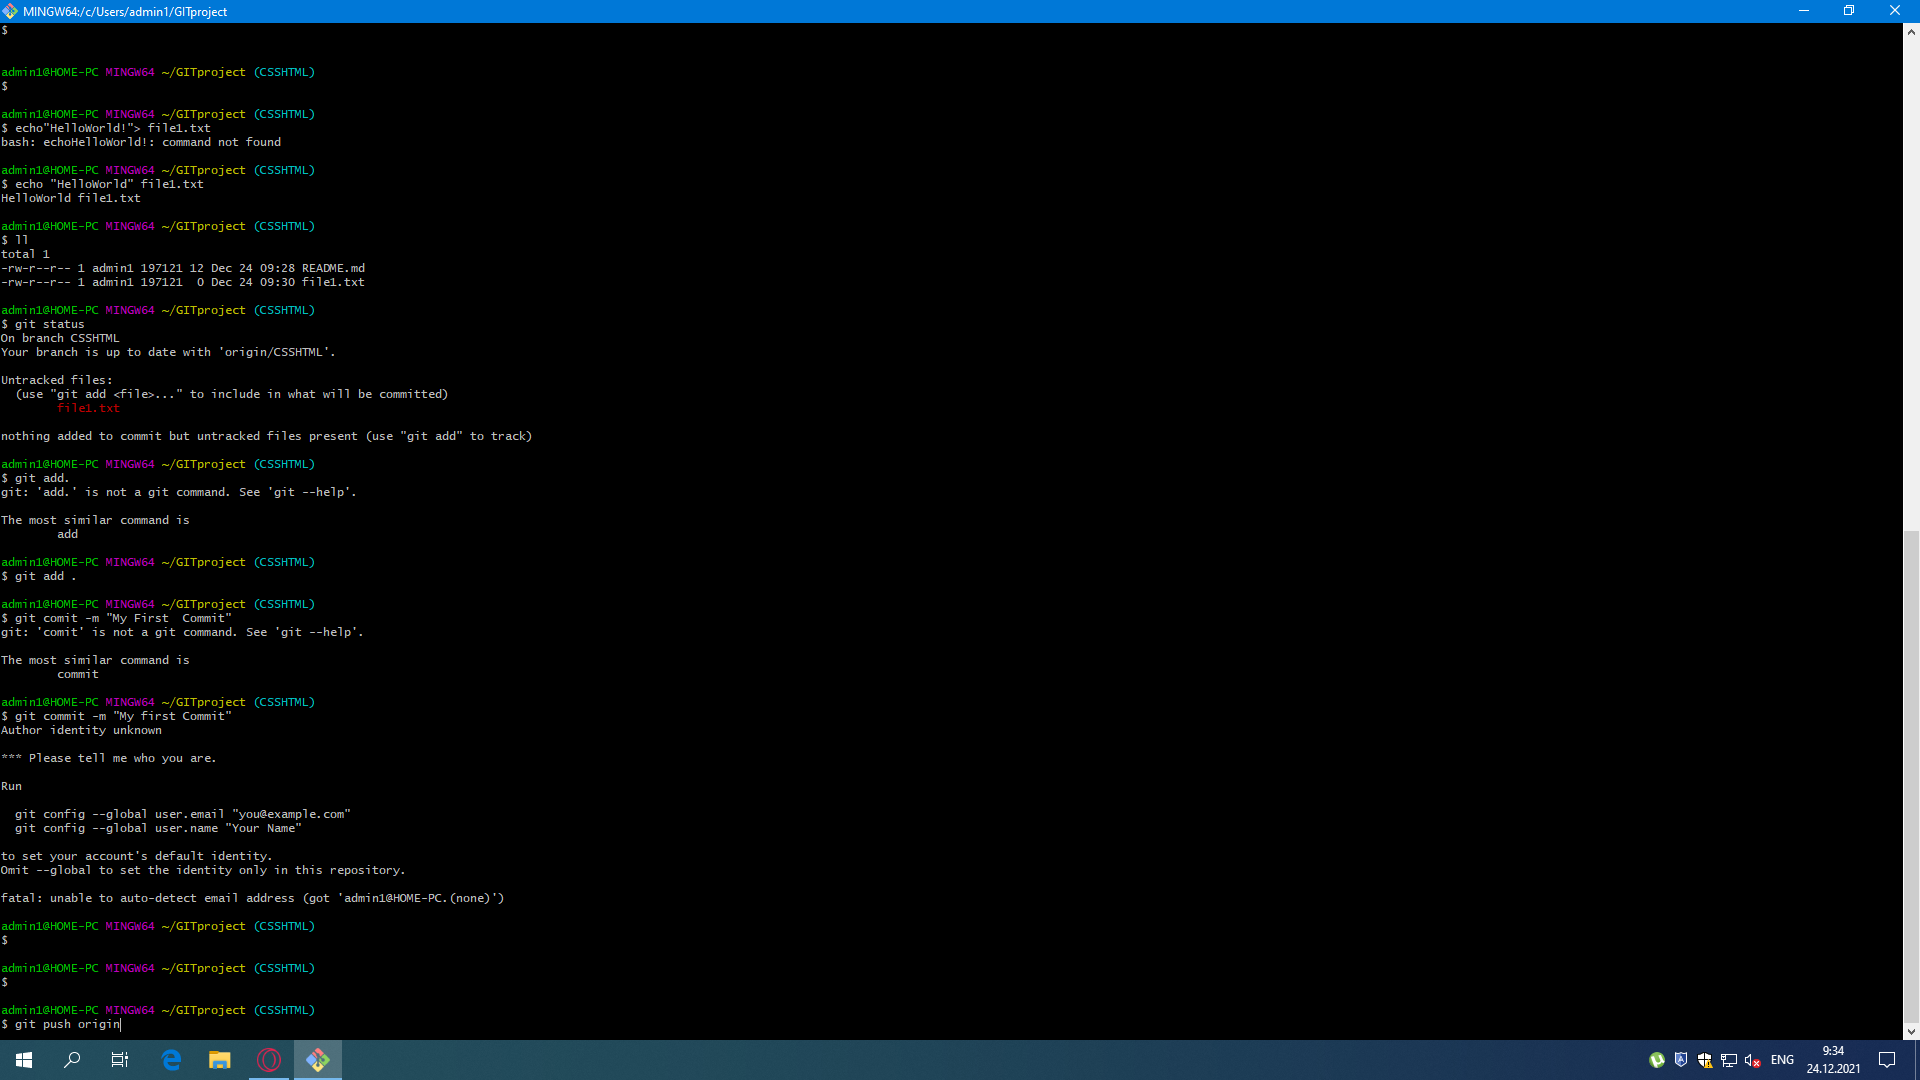 MINGW64:/c/Users/admin1/GITproject
$
admin1@HOME-PC MINGW64 ~/GITproject (CSSHTML)
$
admin1@HOME-PC MINGW64 ~/GITproject (CSSHTML)
$ echo"HelloWorld!"> file1.txt
bash: echoHelloWorld!: command not found
admin1@HOME-PC MINGW64 ~/GITproject (CSSHTML)
$ echo "HelloWorld" file1.txt
HelloWorld file1.txt
admin1@HOME-PC MINGW64 ~/GITproject (CSSHTML)
$ ll
total 1
-rw-r--r-- 1 admin1 197121 12 Dec 24 09:28 README.md
-rw-r--r-- 1 admin1 197121  0 Dec 24 09:30 file1.txt
admin1@HOME-PC MINGW64 ~/GITproject (CSSHTML)
$ git status
On branch CSSHTML
Your branch is up to date with 'origin/CSSHTML'.
Untracked files:
  (use "git add <file>..." to include in what will be committed)
        file1.txt
nothing added to commit but untracked files present (use "git add" to track)
admin1@HOME-PC MINGW64 ~/GITproject (CSSHTML)
$ git add.
git: 'add.' is not a git command. See 'git --help'.
The most similar command is
        add
admin1@HOME-PC MINGW64 ~/GITproject (CSSHTML)
$ git add .
admin1@HOME-PC MINGW64 ~/GITproject (CSSHTML)
$ git comit -m "My First  Commit"
git: 'comit' is not a git command. See 'git --help'.
The most similar command is
        commit
admin1@HOME-PC MINGW64 ~/GITproject (CSSHTML)
$ git commit -m "My first Commit"
Author identity unknown
*** Please tell me who you are.
Run
  git config --global user.email "you@example.com"
  git config --global user.name "Your Name"
to set your account's default identity.
Omit --global to set the identity only in this repository.
fatal: unable to auto-detect email address (got 'admin1@HOME-PC.(none)')
admin1@HOME-PC MINGW64 ~/GITproject (CSSHTML)
$
admin1@HOME-PC MINGW64 ~/GITproject (CSSHTML)
$
admin1@HOME-PC MINGW64 ~/GITproject (CSSHTML)
$ git push origin
ENG
9:34
24.12.2021